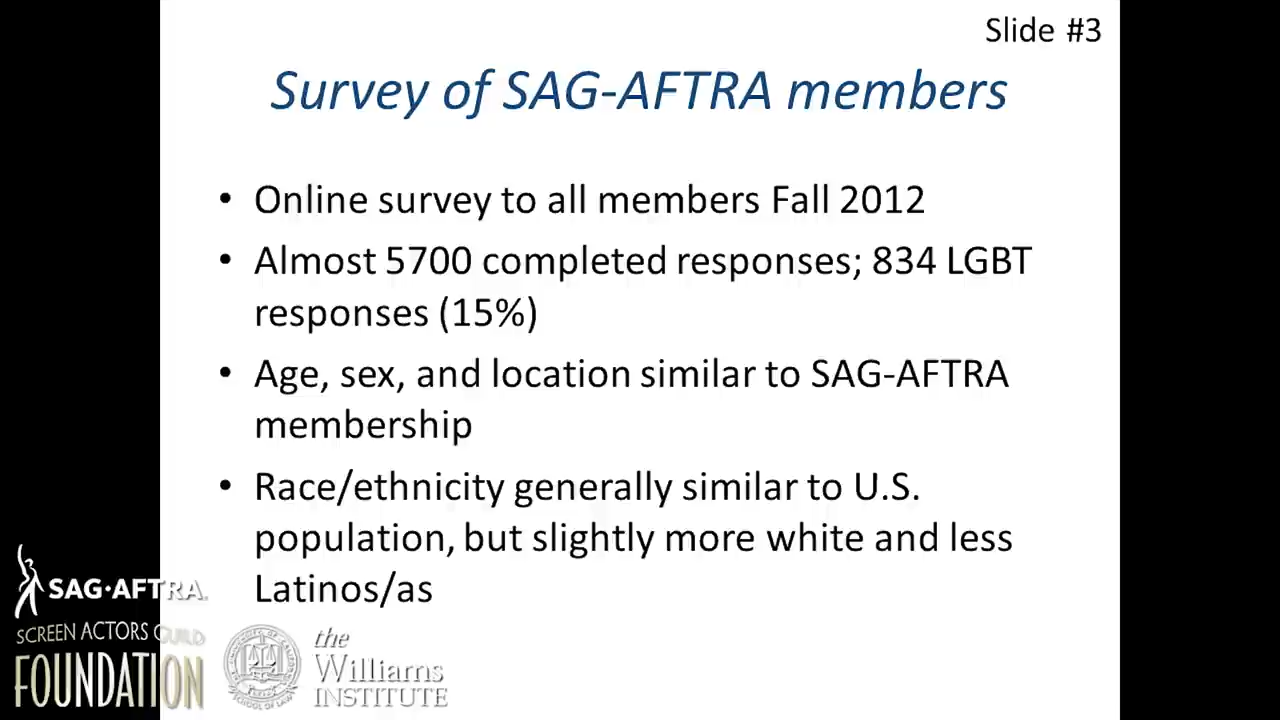 Slide #3
Survey of SAG-AFTRA members
• Online survey to all members Fall 2012
• Almost 5700 completed responses; 834 LGBT
responses (15%)
• Age, sex, and location similar to SAG-AFTRA
membership
• Race/ethnicity generally similar to U.S.
population, but slightly more white and less
Latinos/as
SAG·AFTRA.
SCREEN ACTORS GUILD
FOUNDATION
the
Williams
INSTITUTE